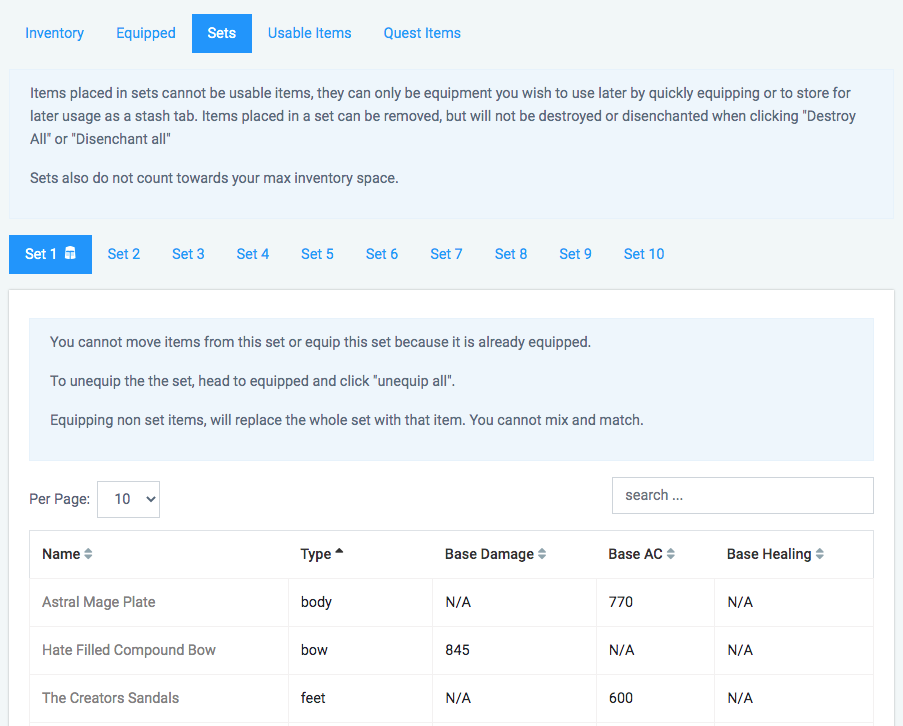 Inventory Equipped Sets Usable Items Quest Items
Items placed in sets cannot be usable items, they can only be equipment you wish to use later by quickly equipping or to store for
later usage as a stash tab. Items placed in a set can be removed, but will not be destroyed or disenchanted when clicking "Destroy
All" or "Disenchant all"
Sets also do not count towards your max inventory space.
Set 1 Set 2 Set 3 Set 4 Set 5 Set 6 Set 7 Set 8 Set 9 Set 10
You cannot move items from this set or equip this set because it is already equipped.
To unequip the the set, head to equipped and click "unequip all".
Equipping non set items, will replace the whole set with that item. You cannot mix and match.
Per Page: 10 search ...
Name Type Base Damage Base AC Base Healing
Astral Mage Plate body N/A 770 N/A
Hate Filled Compound Bow bow 845 N/A N/A
The Creators Sandals feet N/A 600 N/A